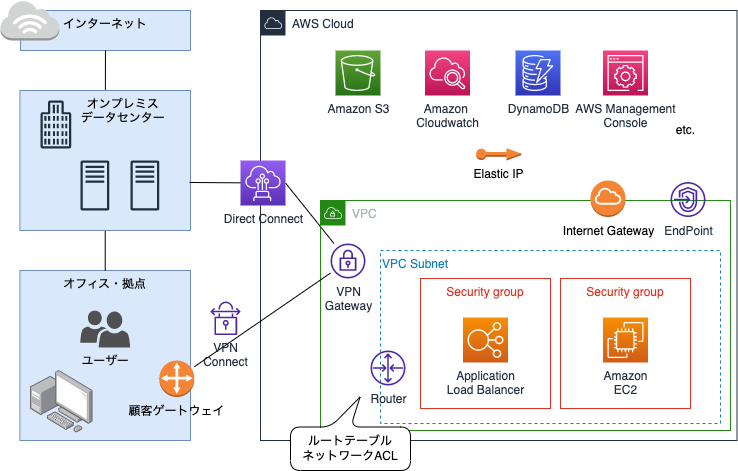 インターネット
AWS Cloud
オンプレミス
データセンター
Amazon S3
Amazon
Cloudwatch
DynamoDB
AWS Management
Console
etc.
Elastic IP
Direct Connect
VPC
Internet Gateway
EndPoint
オフィス・拠点
VPN
Gateway
VPC Subnet
Security group
Security group
ユーザー
VPN
Connect
Application
Load Balancer
Amazon
EC2
顧客ゲートウェイ
Router
ルートテーブル
ネットワークACL